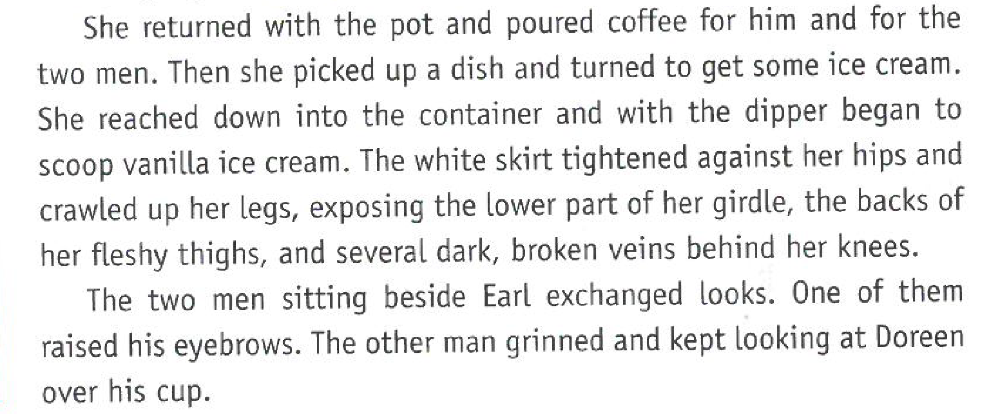 She returned with the pot and poured coffee for him and for the
two men. Then she picked up a dish and turned to get some ice cream.
She reached down into the container and with the dipper began to
scoop vanilla ice cream. The white skirt tightened against her hips and
crawled up her legs, exposing the lower part of her girdle, the backs of
her fleshy thighs, and several dark, broken veins behind her knees.
The two men sitting beside Earl exchanged looks. One of them
raised his eyebrows. The other man grinned and kept looking at Doreen
over his cup.